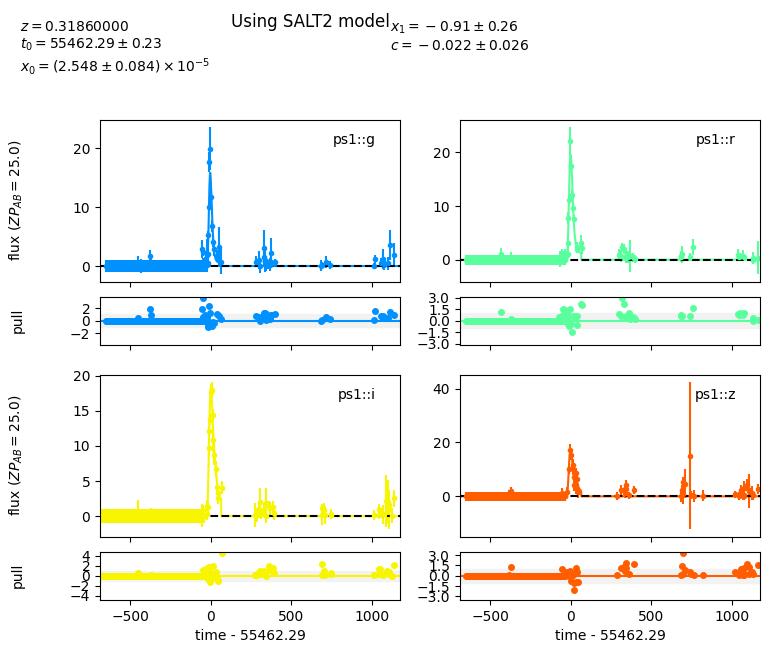 Using SALT2 model
z = 0.31860000
t₀ = 55462.29 ± 0.23
x₀ = (2.548 ± 0.084) × 10⁻⁵
x₁ = −0.91 ± 0.26
c = −0.022 ± 0.026
flux (ZP_AB = 25.0)
20
10
0
ps1::g
20
10
0
ps1::r
pull
2
0
−2
3.0
1.5
0.0
−1.5
−3.0
flux (ZP_AB = 25.0)
20
15
10
5
0
ps1::i
40
20
0
ps1::z
pull
4
2
0
−2
−4
3.0
1.5
0.0
−1.5
−3.0
−500 0 500 1000
−500 0 500 1000
time - 55462.29
time - 55462.29